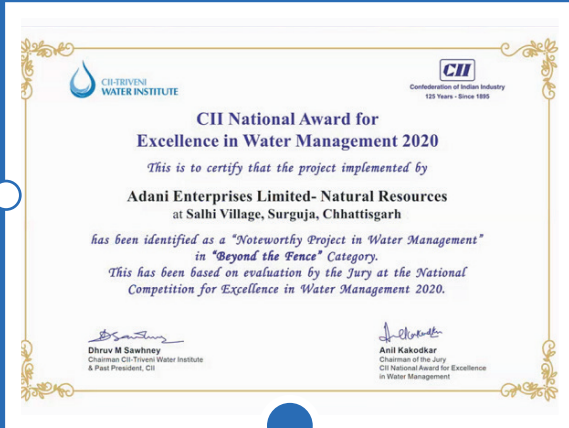 CII-TRIVENI
WATER INSTITUTE
CII
Confederation of Indian Industry
125 Years - Since 1895
CII National Award for
Excellence in Water Management 2020
This is to certify that the project implemented by
Adani Enterprises Limited- Natural Resources
at Salhi Village, Surguja, Chhattisgarh
has been identified as a “Noteworthy Project in Water Management”
in “Beyond the Fence” Category.
This has been based on evaluation by the Jury at the National
Competition for Excellence in Water Management 2020.
Dhruv M Sawhney
Chairman CII-Triveni Water Institute
& Past President, CII
Anil Kakodkar
Chairman of the Jury
CII National Award for Excellence
in Water Management